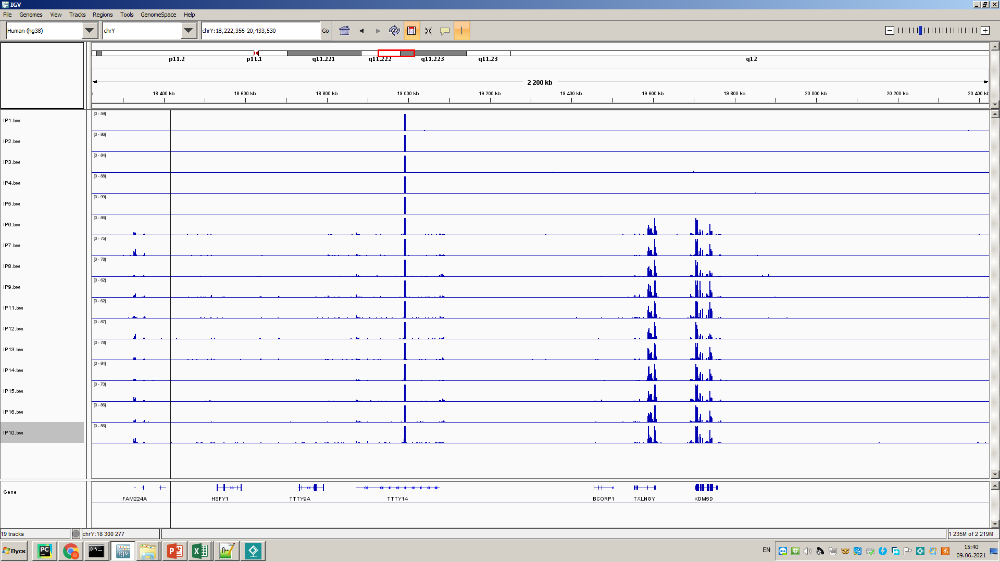 IGV
File Genomes View Tracks Regions Tools GenomeSpace Help
Human (hg38) chrY chrY:18,222,356-20,433,530 Go
p11.2 p11.1 q11.221 q11.222 q11.223 q11.23 q12
2 200 kb
18 400 kb 18 600 kb 18 800 kb 19 000 kb 19 200 kb 19 400 kb 19 600 kb 19 800 kb 20 000 kb 20 200 kb 20 400 kb
IP1.bw [0 - 59]
IP2.bw [0 - 86]
IP3.bw [0 - 84]
IP4.bw [0 - 88]
IP5.bw [0 - 99]
IP6.bw [0 - 86]
IP7.bw [0 - 75]
IP8.bw [0 - 78]
IP9.bw [0 - 62]
IP11.bw [0 - 62]
IP12.bw [0 - 87]
IP13.bw [0 - 78]
IP14.bw [0 - 84]
IP15.bw [0 - 70]
IP16.bw [0 - 86]
IP10.bw [0 - 56]
Gene
FAM224A HSFY1 TTTY9A TTTY14 BCORP1 TXLNGY KDM5D
19 tracks chrY:18 300 277 1 235M of 2 219M
Пуск PC igv EN 15:40
09.06.2021